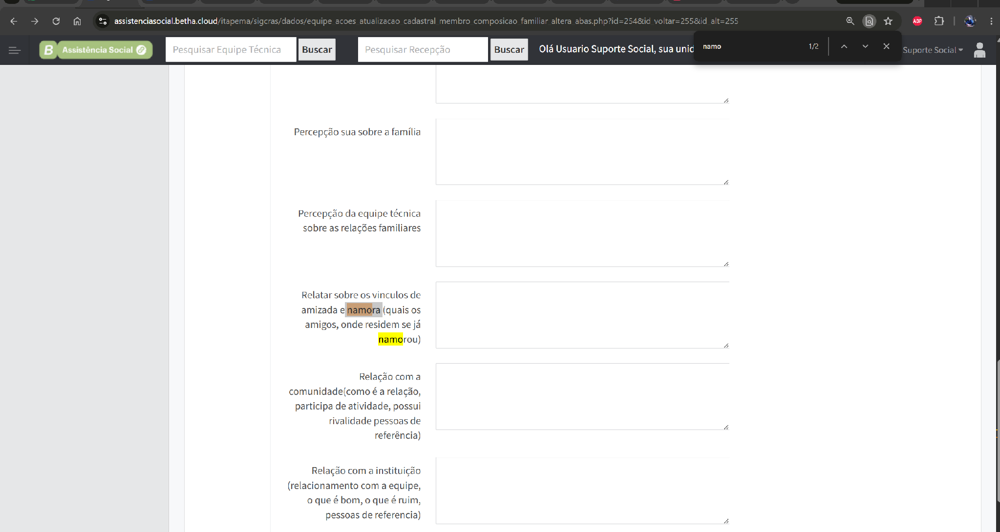 assistenciasocial.betha.cloud/itapema/sigcras/dados/equipe_acoes_atualizacao_cadastral_membro_composicao_familiar_altera_abas.php?id=254&id_voltar=255&id_alt=255
ABP
B Assistência Social
Pesquisar Equipe Técnica
Buscar
Pesquisar Recepção
Buscar
Olá Usuario Suporte Social, sua unid
namo
1/2
Suporte Social
Percepção sua sobre a família
Percepção da equipe técnica
sobre as relações familiares
Relatar sobre os vinculos de
amizada e namora (quais os
amigos, onde residem se já
namorou)
Relação com a
comunidade(como é a relação,
participa de atividade, possui
rivalidade pessoas de
referência)
Relação com a instituição
(relacionamento com a equipe,
o que é bom, o que é ruim,
pessoas de referencia)